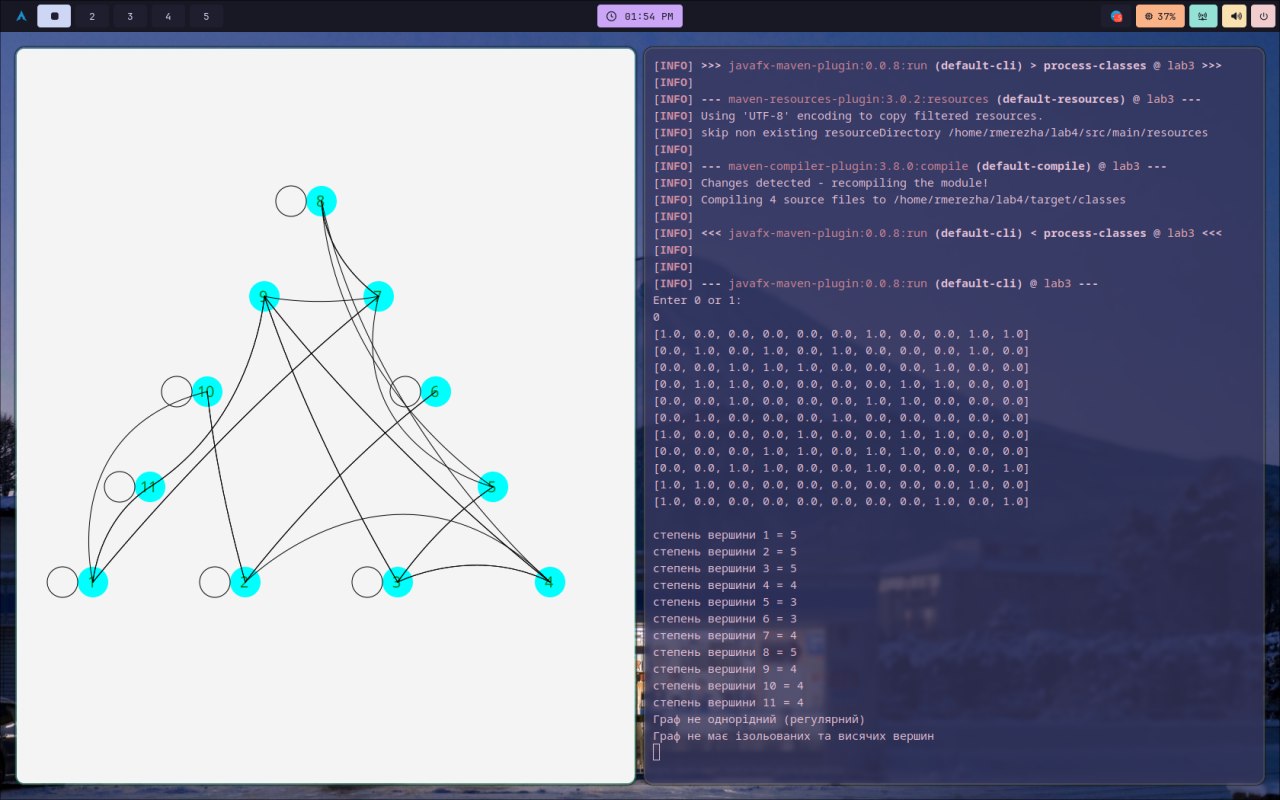 2
3
4
5
01:54 PM
37%
8
9
7
10
6
11
5
1
2
3
4
[INFO] >>> javafx-maven-plugin:0.0.8:run (default-cli) > process-classes @ lab3 >>>
[INFO]
[INFO] --- maven-resources-plugin:3.0.2:resources (default-resources) @ lab3 ---
[INFO] Using 'UTF-8' encoding to copy filtered resources.
[INFO] skip non existing resourceDirectory /home/rmerezha/lab4/src/main/resources
[INFO]
[INFO] --- maven-compiler-plugin:3.8.0:compile (default-compile) @ lab3 ---
[INFO] Changes detected - recompiling the module!
[INFO] Compiling 4 source files to /home/rmerezha/lab4/target/classes
[INFO]
[INFO] <<< javafx-maven-plugin:0.0.8:run (default-cli) < process-classes @ lab3 <<<
[INFO]
[INFO]
[INFO] --- javafx-maven-plugin:0.0.8:run (default-cli) @ lab3 ---
Enter 0 or 1:
0
[1.0, 0.0, 0.0, 0.0, 0.0, 0.0, 1.0, 0.0, 0.0, 1.0, 1.0]
[0.0, 1.0, 0.0, 1.0, 0.0, 1.0, 0.0, 0.0, 0.0, 1.0, 0.0]
[0.0, 0.0, 1.0, 1.0, 1.0, 0.0, 0.0, 0.0, 1.0, 0.0, 0.0]
[0.0, 1.0, 1.0, 0.0, 0.0, 0.0, 0.0, 1.0, 1.0, 0.0, 0.0]
[0.0, 0.0, 1.0, 0.0, 0.0, 0.0, 1.0, 1.0, 0.0, 0.0, 0.0]
[0.0, 1.0, 0.0, 0.0, 0.0, 1.0, 0.0, 0.0, 0.0, 0.0, 0.0]
[1.0, 0.0, 0.0, 0.0, 1.0, 0.0, 0.0, 1.0, 1.0, 0.0, 0.0]
[0.0, 0.0, 0.0, 1.0, 1.0, 0.0, 1.0, 1.0, 0.0, 0.0, 0.0]
[0.0, 0.0, 1.0, 1.0, 0.0, 0.0, 1.0, 0.0, 0.0, 0.0, 1.0]
[1.0, 1.0, 0.0, 0.0, 0.0, 0.0, 0.0, 0.0, 0.0, 1.0, 0.0]
[1.0, 0.0, 0.0, 0.0, 0.0, 0.0, 0.0, 0.0, 1.0, 0.0, 1.0]
степень вершини 1 = 5
степень вершини 2 = 5
степень вершини 3 = 5
степень вершини 4 = 4
степень вершини 5 = 3
степень вершини 6 = 3
степень вершини 7 = 4
степень вершини 8 = 5
степень вершини 9 = 4
степень вершини 10 = 4
степень вершини 11 = 4
Граф не однорідний (регулярний)
Граф не має ізольованих та висячих вершин